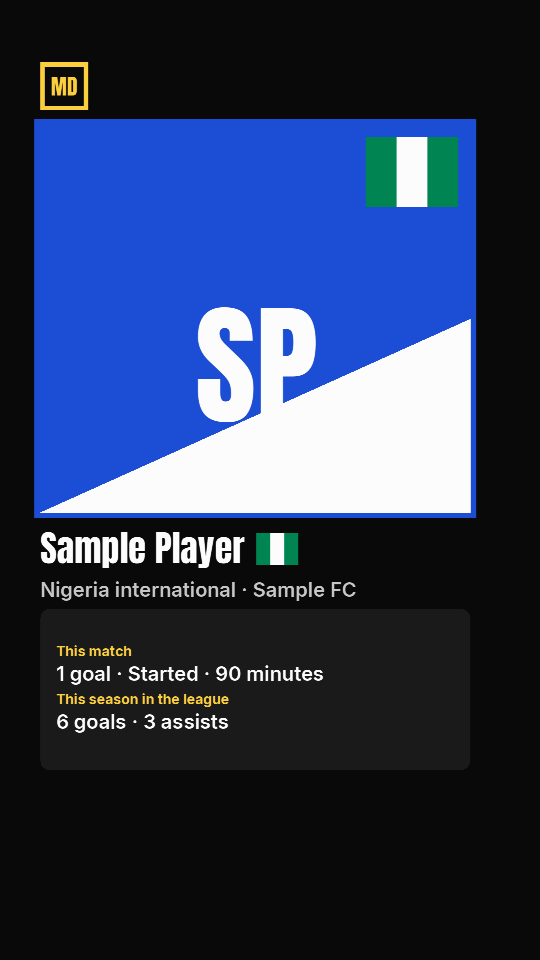 MD
SP
Sample Player
Nigeria international · Sample FC
This match
1 goal · Started · 90 minutes
This season in the league
6 goals · 3 assists